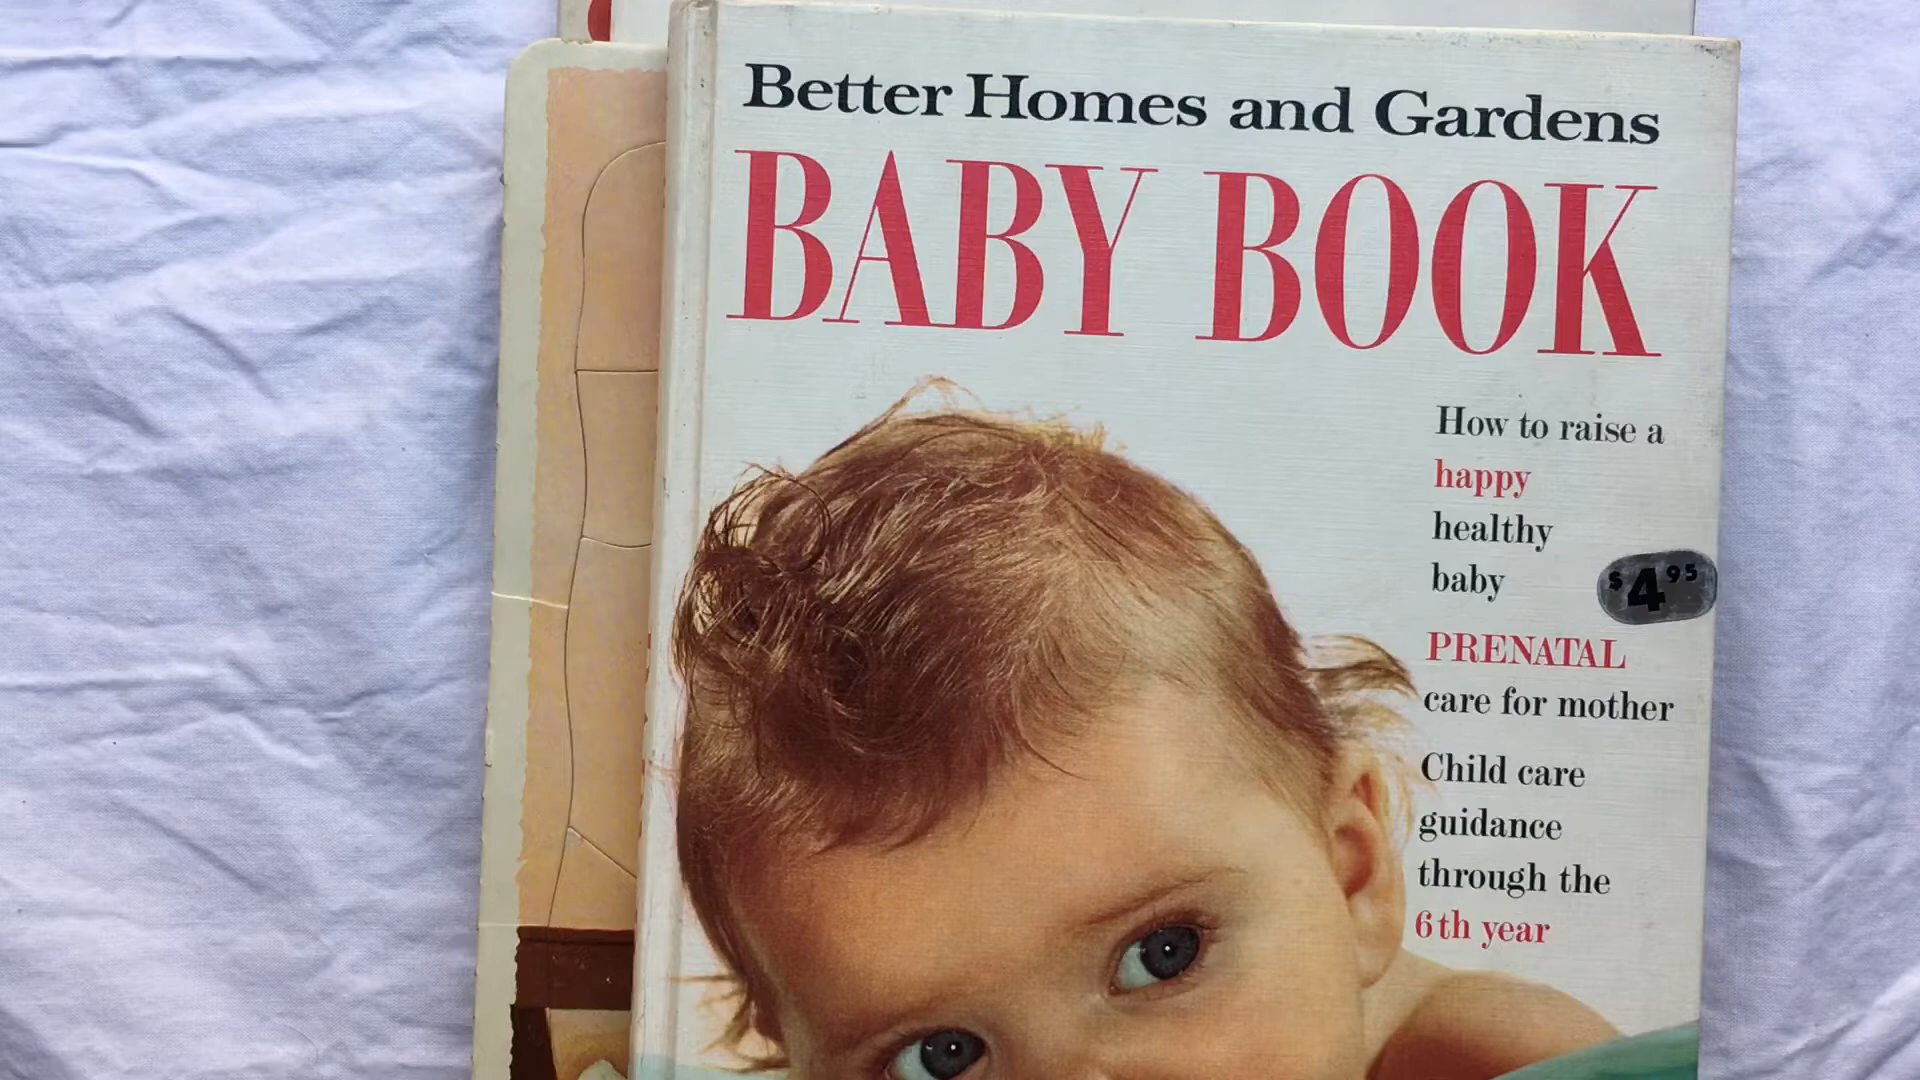 Better Homes and Gardens
BABY BOOK
How to raise a
happy
healthy
baby
$4.95
PRENATAL
care for mother
Child care
guidance
through the
6th year